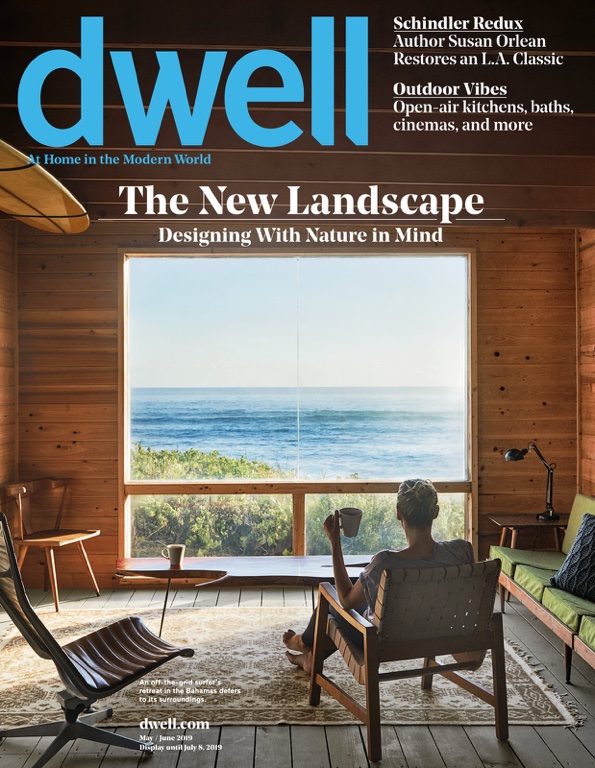 dwell
At Home in the Modern World
Schindler Redux
Author Susan Orlean
Restores an L.A. Classic
Outdoor Vibes
Open-air kitchens, baths,
cinemas, and more
The New Landscape
Designing With Nature in Mind
An off-the-grid surfer's
retreat in the Bahamas defers
to its surroundings.
dwell.com
May / June 2019
Display until July 8, 2019